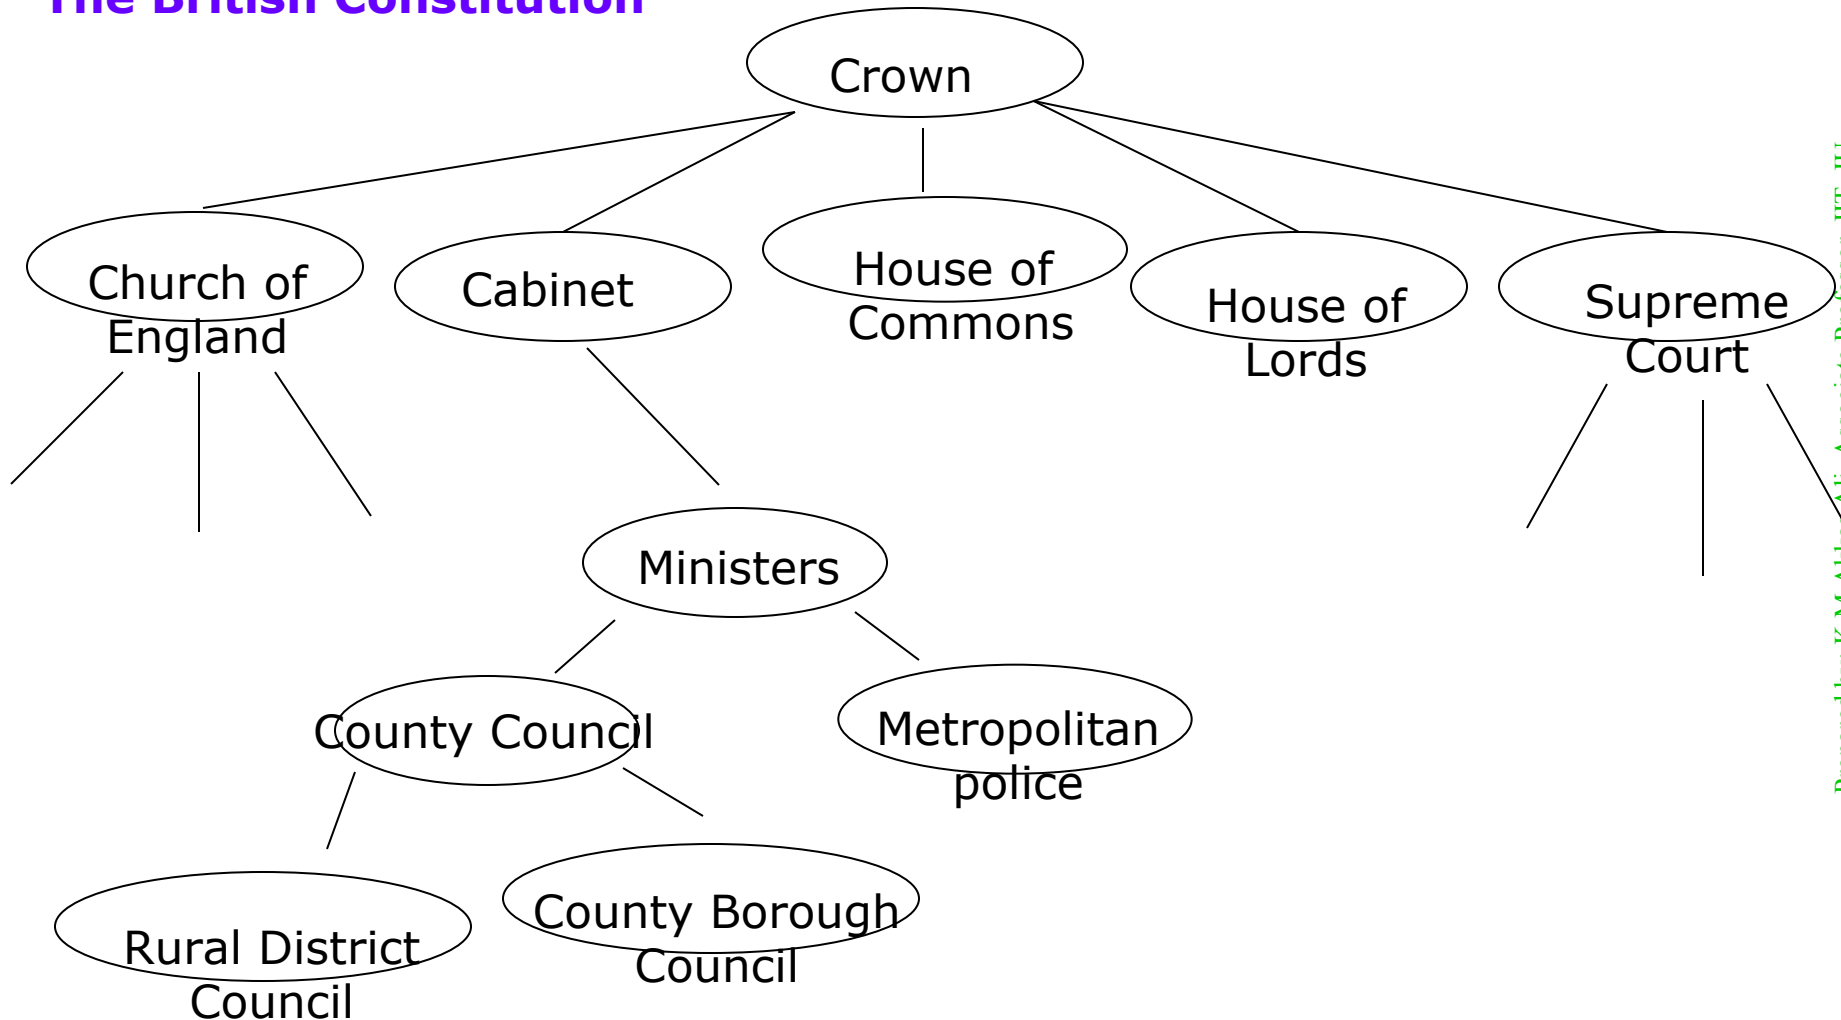 The British Constitution
Crown
Church of
England
Cabinet
House of
Commons
House of
Lords
Supreme
Court
Ministers
County Council
Metropolitan
police
Rural District
Council
County Borough
Council